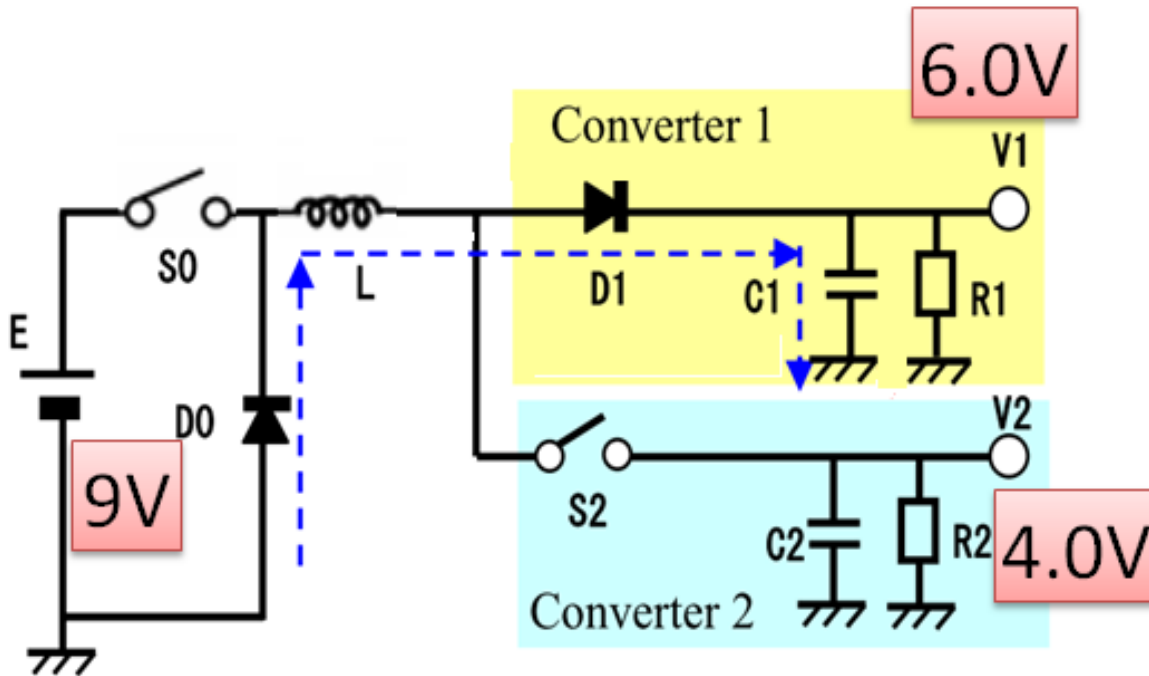 6.0V
Converter 1
V1
S0
L
D1
C1
R1
E
D0
V2
9V
S2
C2
R2
4.0V
Converter 2